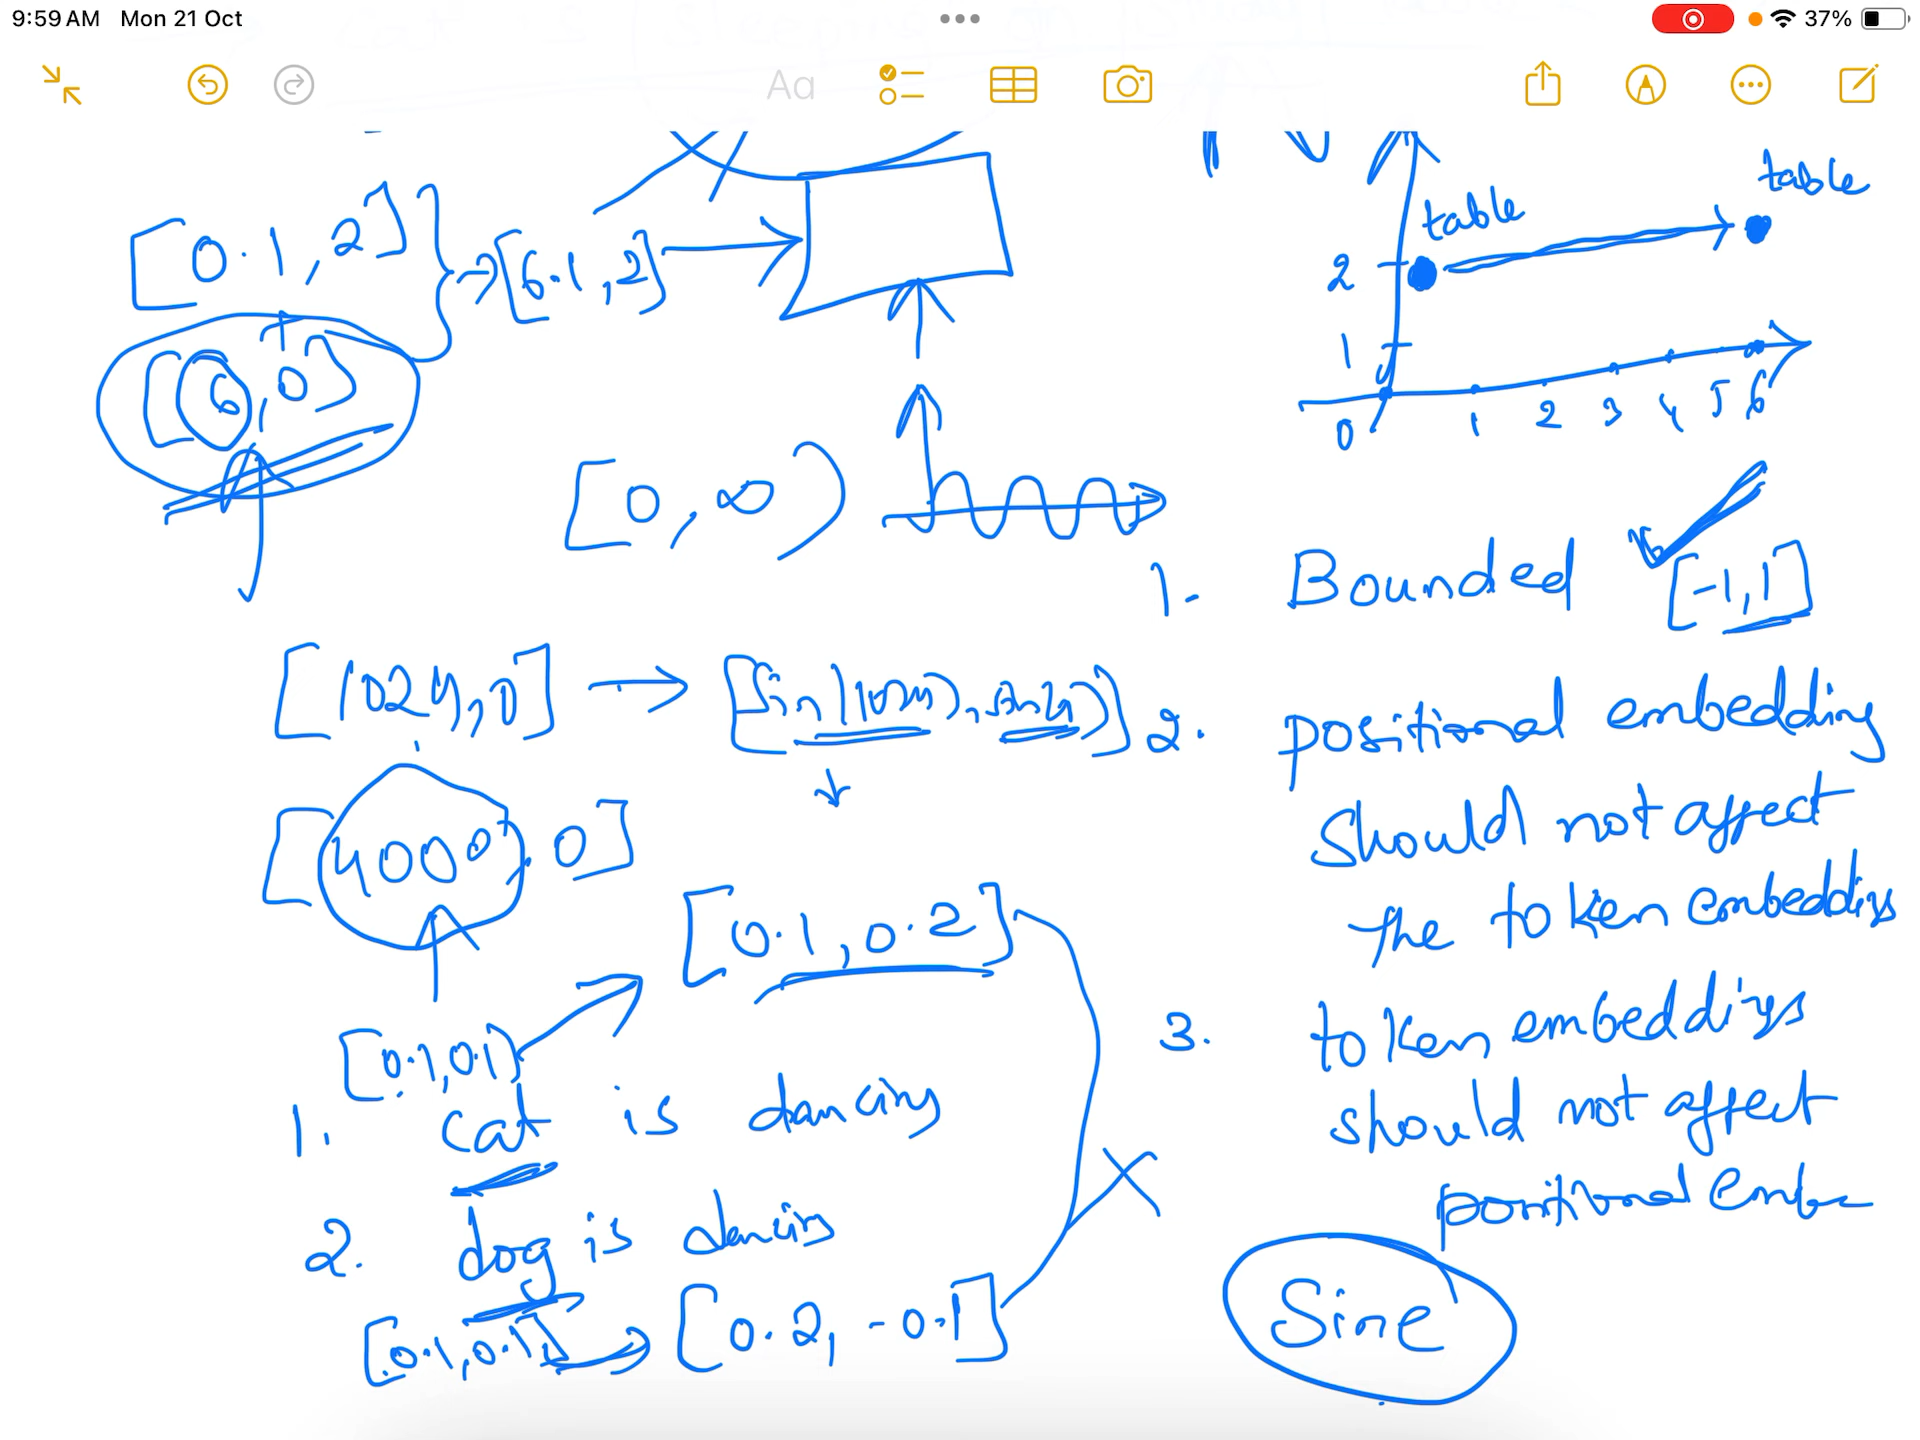 9:59 AM Mon 21 Oct
37%
Aa
[0.1, 2]
+
[6, 0]
→ [6.1, 2]
[0, ∞)
table
table
2
1
0
1 2 3 4 5 6
1. Bounded [-1, 1]
[1024, 0] → [Sin(1024),
2. positional embedding
should not affect
the token embeddings
[4000, 0]
[0.1, 0.2]
[0.1, 0.1]
1. cat is dancing
2. dog is dancing
[0.1, 0.1] → [0.2, -0.1]
X
3. token embeddings
should not affect
positional embe
Sine